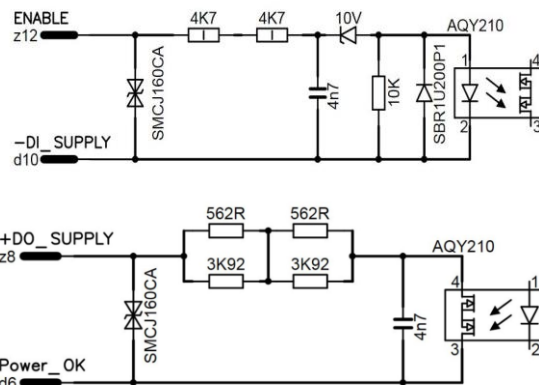 ENABLE
z12
4K7
4K7
10V
AQY210
SMCJ160CA
4n7
10K
SBR1U200P1
1
2
4
3
-DI_SUPPLY
d10
+DO_SUPPLY
z8
562R
562R
3K92
3K92
AQY210
SMCJ160CA
4n7
4
3
1
2
Power_OK
d6